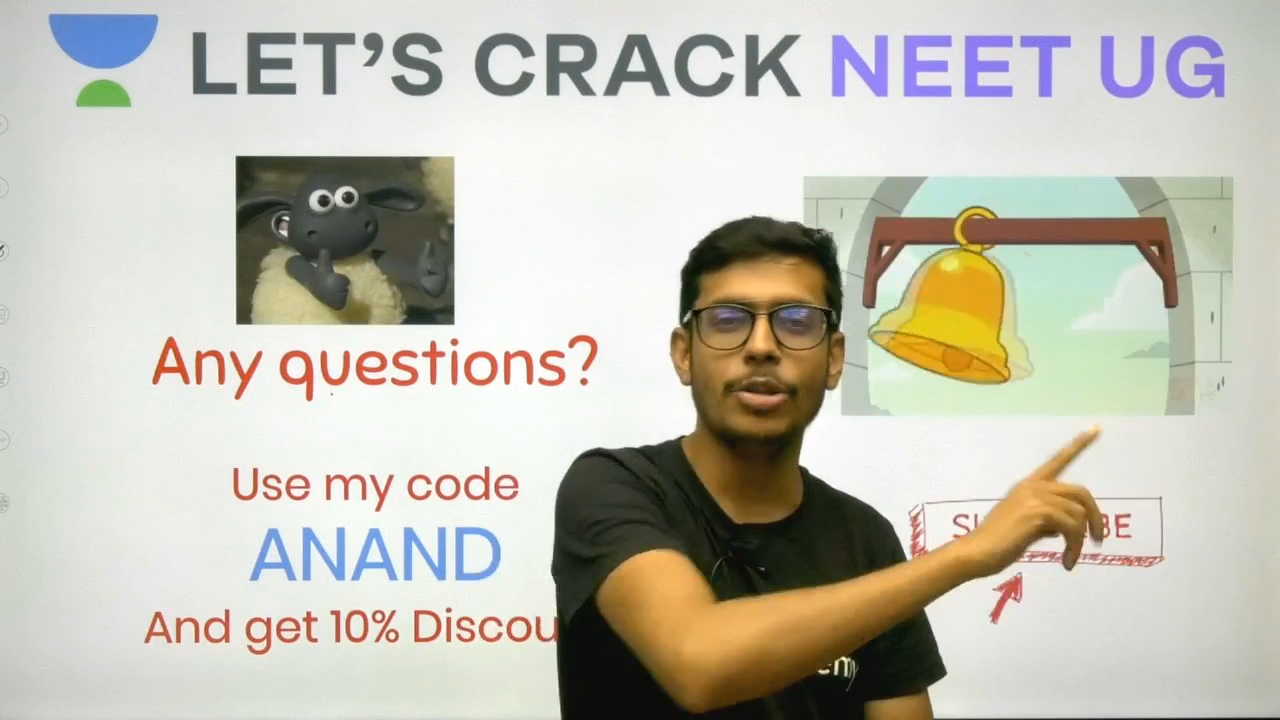 LET'S CRACK NEET UG
Any questions?
Use my code
ANAND
And get 10% Discou